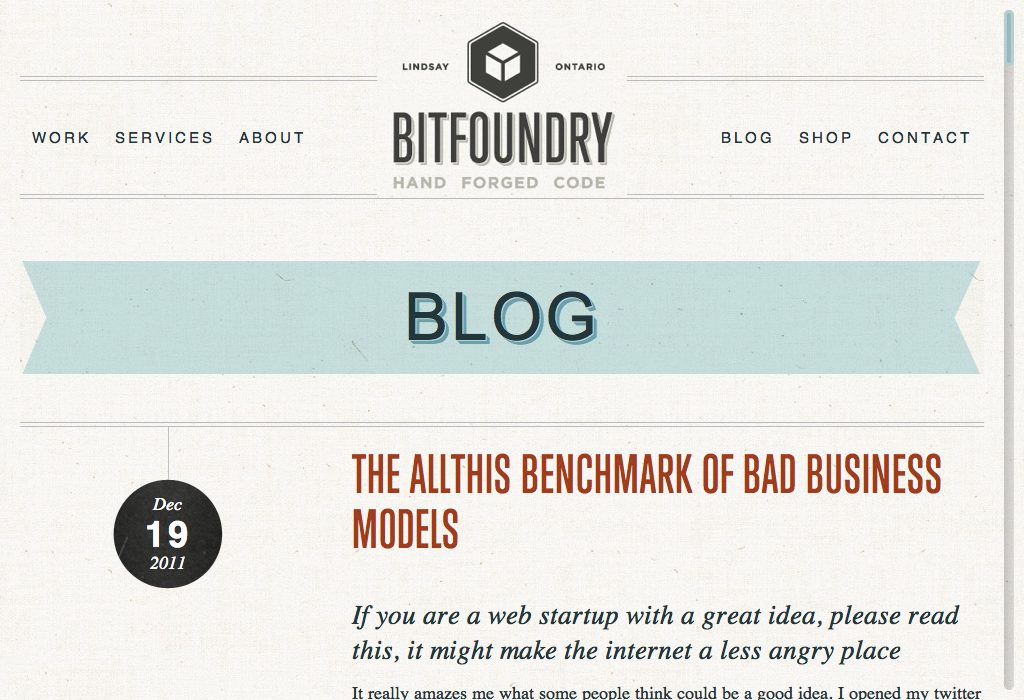 LINDSAY ONTARIO
BITFOUNDRY
HAND FORGED CODE
WORK SERVICES ABOUT
BLOG SHOP CONTACT
BLOG
Dec
19
2011
THE ALLTHIS BENCHMARK OF BAD BUSINESS
MODELS
If you are a web startup with a great idea, please read
this, it might make the internet a less angry place
It really amazes me what some people think could be a good idea. I opened my twitter